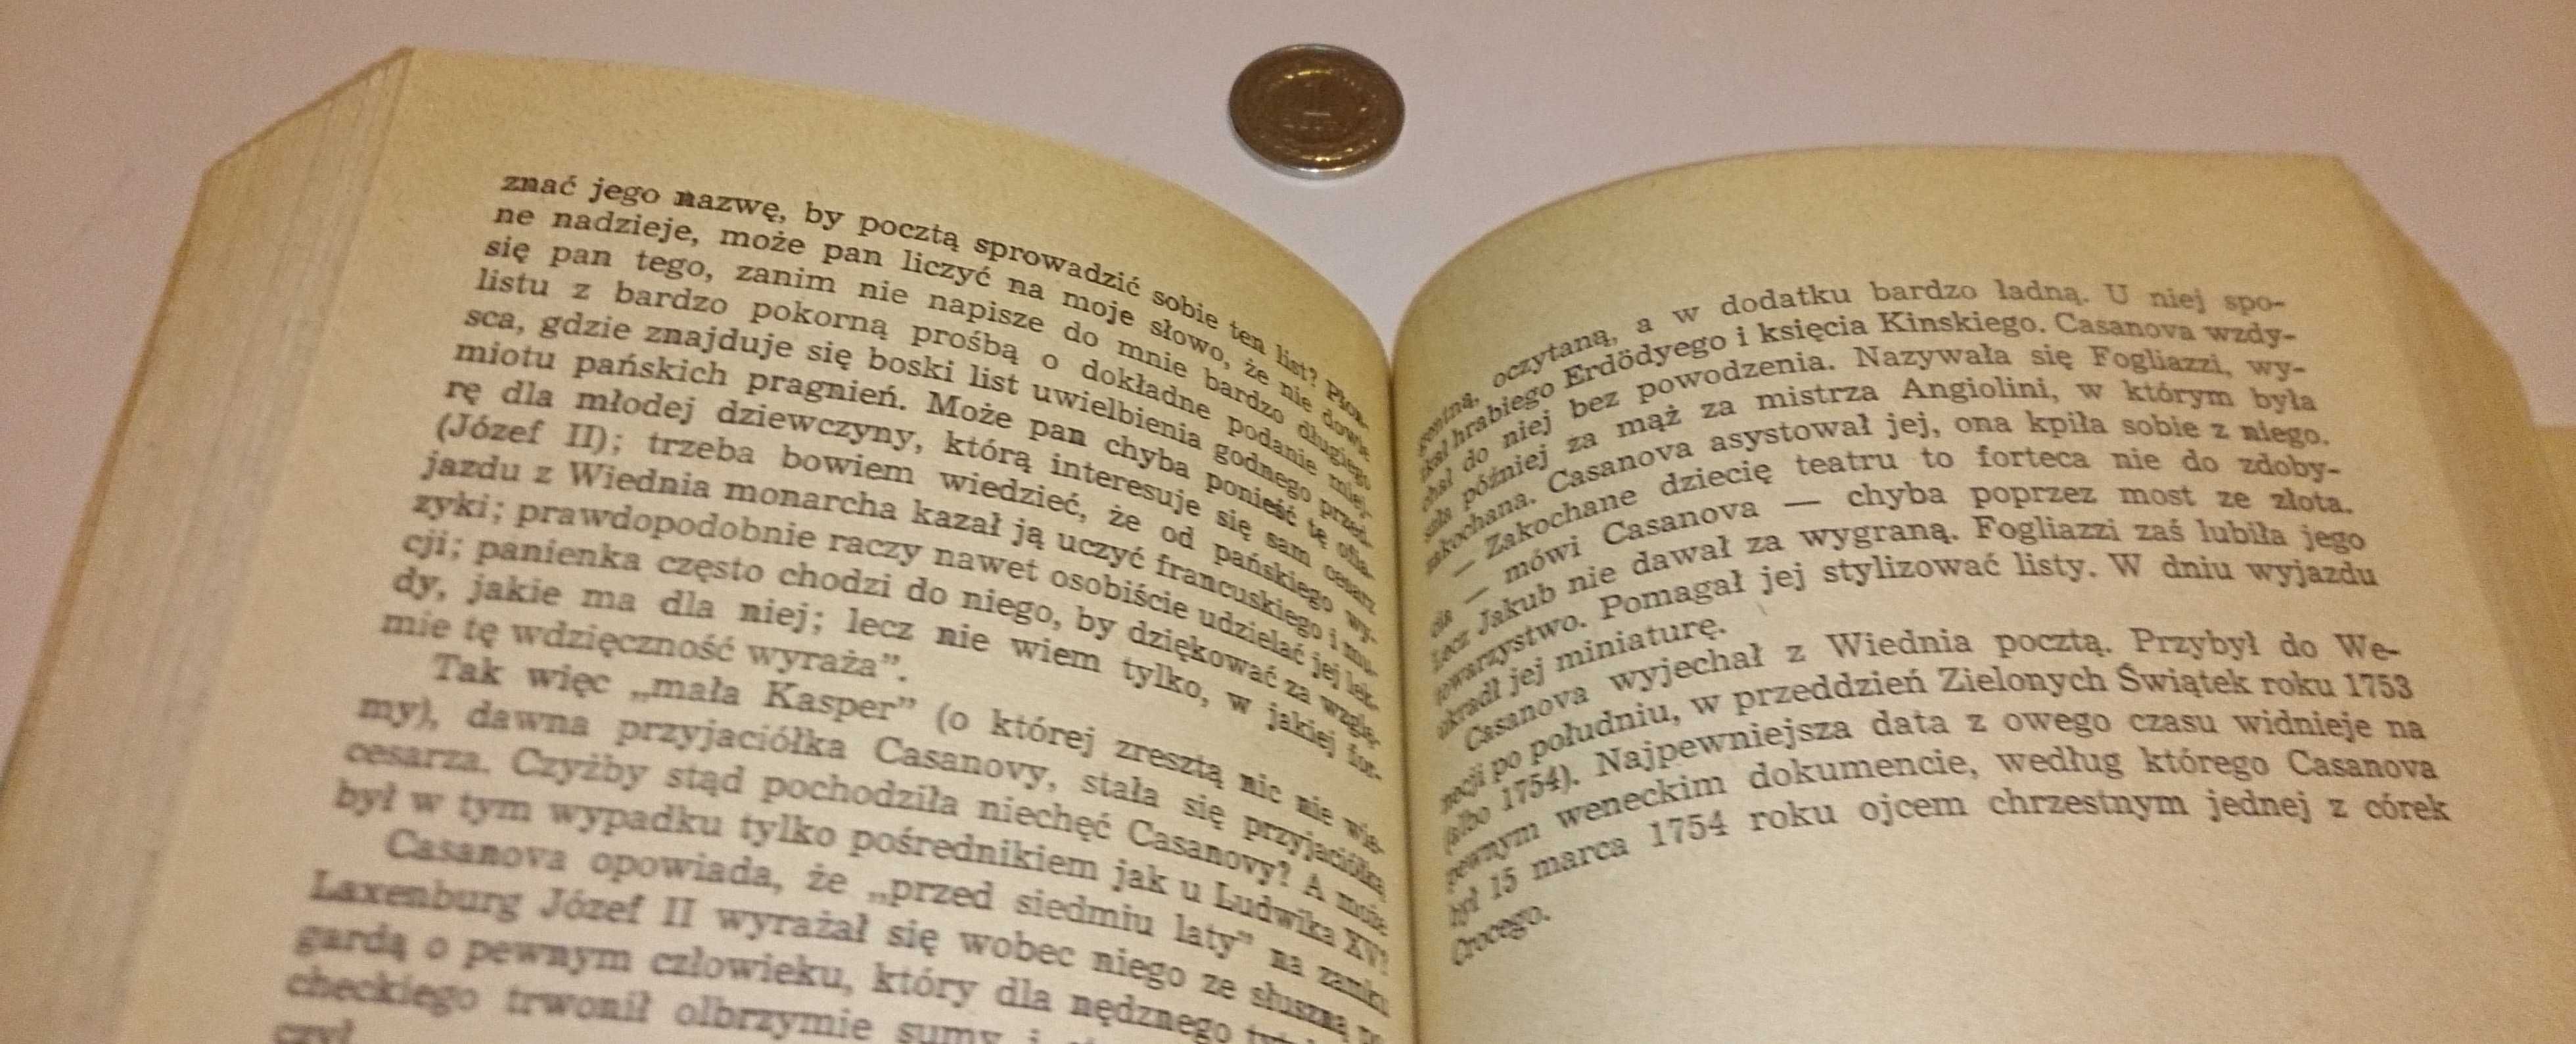 znać jego nazwę, by pocztą sprowadzić sobie ten list? Płon-
ne nadzieje, może pan liczyć na moje słowo, że nie dowie
się pan tego, zanim nie napisze do mnie bardzo długiego
listu z bardzo pokorną prośbą o dokładne podanie miej-
sca, gdzie znajduje się boski list uwielbienia godnego przed-
miotu pańskich pragnień. Może pan chyba ponieść tę ofia-
rę dla młodej dziewczyny, którą interesuje się sam cesarz
(Józef II); trzeba bowiem wiedzieć, że od pańskiego wy-
jazdu z Wiednia monarcha kazał ją uczyć francuskiego i mu-
zyki; prawdopodobnie raczy nawet osobiście udzielać jej lek-
cji; panienka często chodzi do niego, by dziękować za wzglę-
dy, jakie ma dla niej; lecz nie wiem tylko, w jakiej for-
mie tę wdzięczność wyraża”.
Tak więc „mała Kasper” (o której zresztą nic nie wie-
my), dawna przyjaciółka Casanovy, stała się przyjaciółką
cesarza. Czyżby stąd pochodziła niechęć Casanovy? A może
był w tym wypadku tylko pośrednikiem jak u Ludwika XV?
Casanova opowiada, że „przed siedmiu laty” na zamku
Laxenburg Józef II wyrażał się wobec niego ze słuszną
gardą o pewnym człowieku, który dla nędznego
checkiego trwonił olbrzymie sumy i
czył
1
gentną, oczytaną, a w dodatku bardzo ładną. U niej spo-
tkał hrabiego Erdödyego i księcia Kinskiego. Casanova wzdy-
chał do niej bez powodzenia. Nazywała się Fogliazzi, wy-
szła później za mąż za mistrza Angiolini, w którym była
zakochana. Casanova asystował jej, ona kpiła sobie z niego.
— Zakochane dziecię teatru to forteca nie do zdoby-
cia — mówi Casanova — chyba poprzez most ze złota.
Lecz Jakub nie dawał za wygraną. Fogliazzi zaś lubiła jego
towarzystwo. Pomagał jej stylizować listy. W dniu wyjazdu
ukradł jej miniaturę.
Casanova wyjechał z Wiednia pocztą. Przybył do We-
necji po południu, w przeddzień Zielonych Świątek roku 1753
(albo 1754). Najpewniejsza data z owego czasu widnieje na
pewnym weneckim dokumencie, według którego Casanova
był 15 marca 1754 roku ojcem chrzestnym jednej z córek
Crocego.